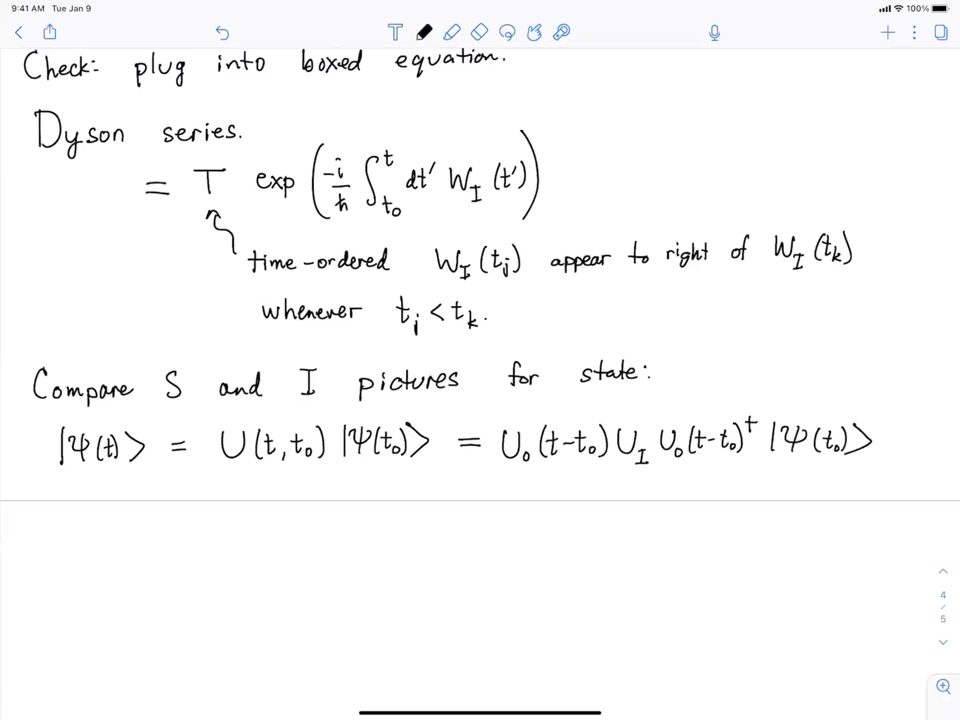 9:41 AM Tue Jan 9
100%
Check: plug into boxed equation.
Dyson series.
= T exp(-i/ħ ∫_{t₀}^{t} dt′ W_I(t′))
time-ordered W_I(t_j) appear to right of W_I(t_k)
whenever t_j < t_k.
Compare S and I pictures for state:
|Ψ(t)⟩ = U(t,t₀) |Ψ(t₀)⟩ = U₀(t-t₀) U_I U₀(t-t₀)† |Ψ(t₀)⟩
4
/
5